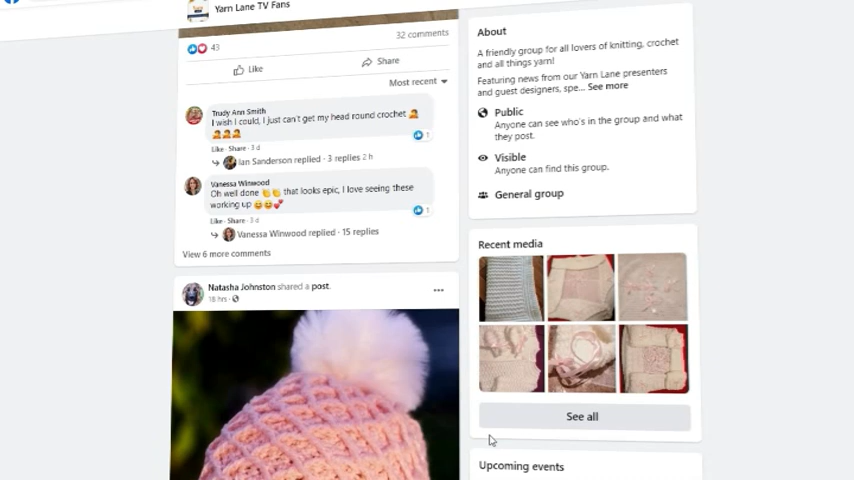 Yarn Lane TV Fans
43
32 comments
Like
Share
Most recent
Trudy Ann Smith
I wish I could, I just can't get my head round crochet 🤦
🤦🤦🤦
1
Like · Share · 3 d
Ian Sanderson replied · 3 replies 2 h
Vanessa Winwood
Oh well done 👏👏 that looks epic, I love seeing these
working up 😊😊💕
1
Like · Share · 3 d
Vanessa Winwood replied · 15 replies
View 6 more comments
Natasha Johnston shared a post.
18 hrs ·
About
A friendly group for all lovers of knitting, crochet
and all things yarn!
Featuring news from our Yarn Lane presenters
and guest designers, spe... See more
Public
Anyone can see who's in the group and what
they post.
Visible
Anyone can find this group.
General group
Recent media
See all
Upcoming events